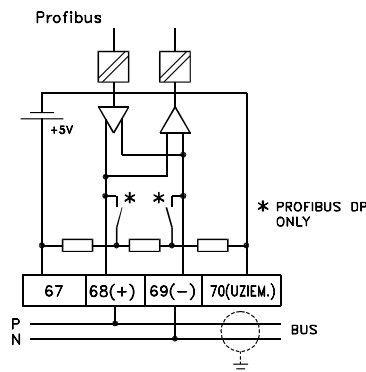 Profibus
+5V
* *
* PROFIBUS DP
ONLY
67 68(+) 69(-) 70(UZIEM.)
P
BUS
N